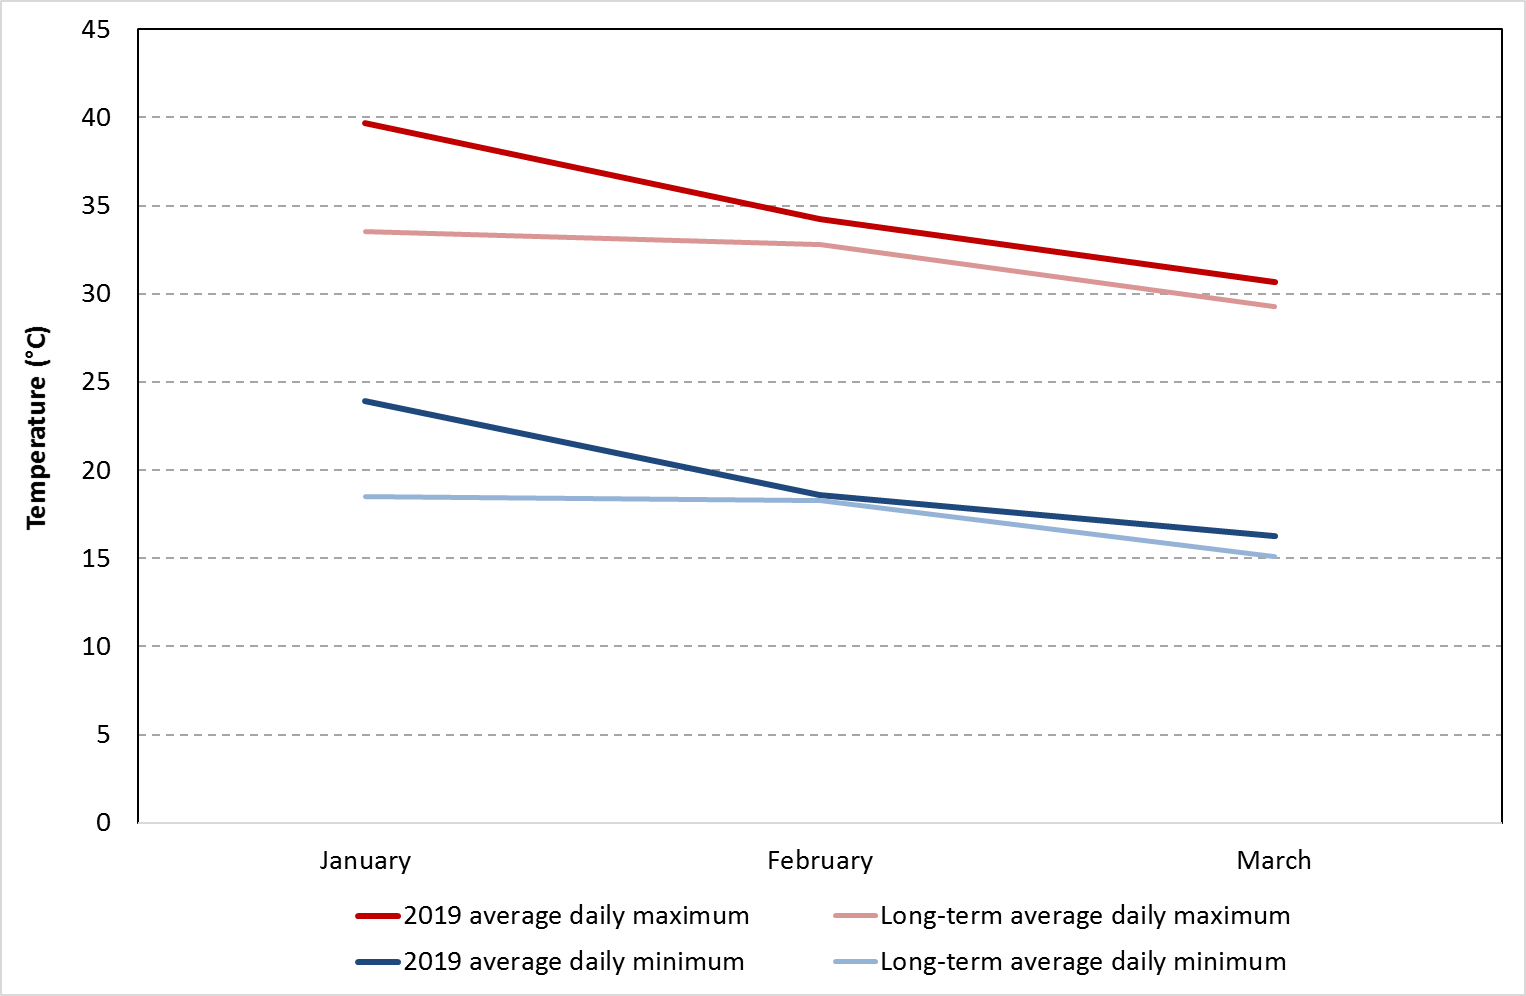 45
40
35
30
25
20
15
10
5
0
Temperature (°C)
January February March
2019 average daily maximum Long-term average daily maximum
2019 average daily minimum Long-term average daily minimum